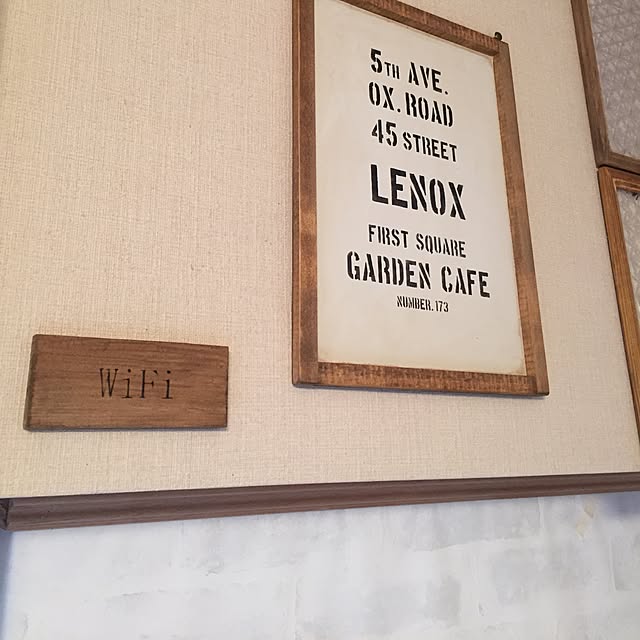 5TH AVE.
OX. ROAD
45 STREET
LENOX
FIRST SQUARE
GARDEN CAFE
NUMBER. 173
WiFi